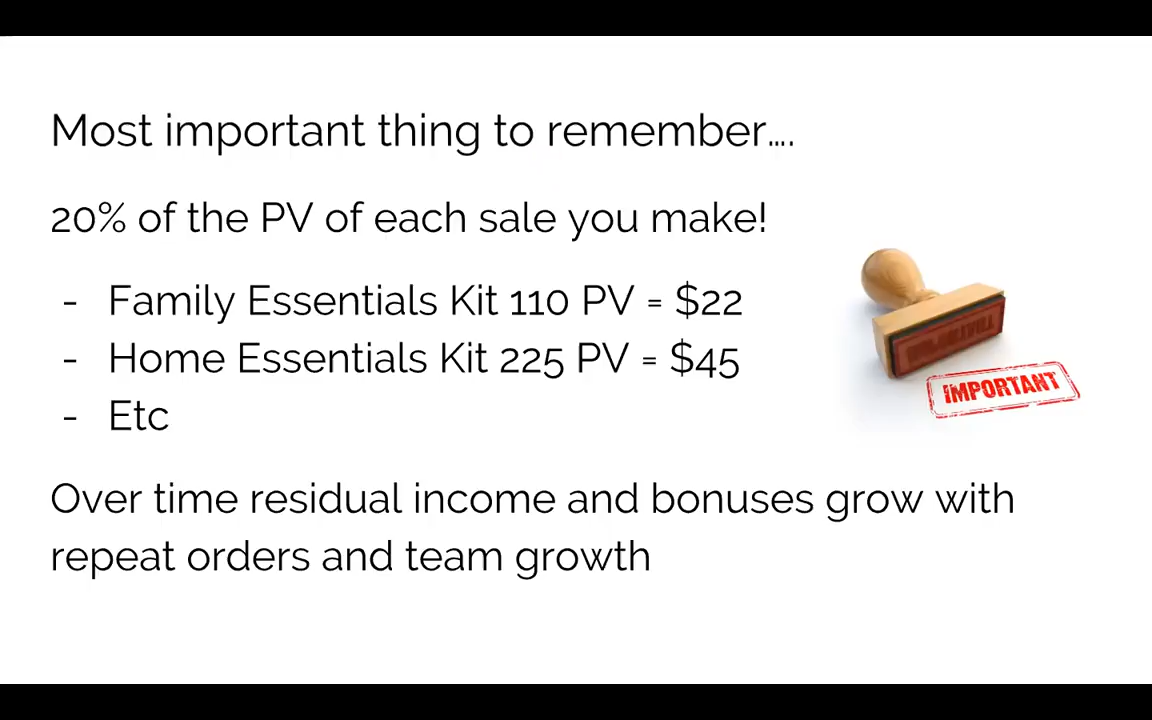 Most important thing to remember....
20% of the PV of each sale you make!
- Family Essentials Kit 110 PV = $22
- Home Essentials Kit 225 PV = $45
- Etc
IMPORTANT
Over time residual income and bonuses grow with
repeat orders and team growth